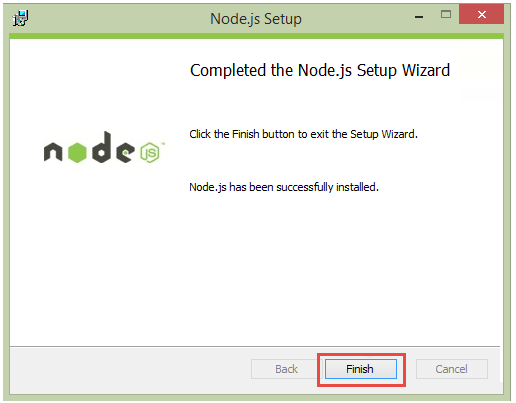 Node.js Setup
Completed the Node.js Setup Wizard
node JS™
Click the Finish button to exit the Setup Wizard.
Node.js has been successfully installed.
Back
Finish
Cancel